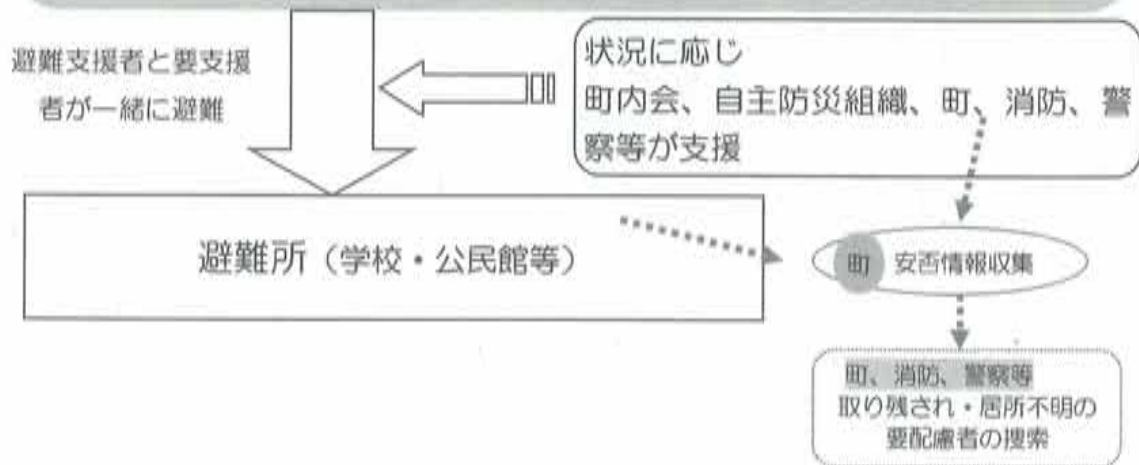 避難支援者と要支援
者が一緒に避難
状況に応じ
町内会、自主防災組織、町、消防、警
察等が支援
避難所（学校・公民館等）
町 安否情報収集
町、消防、警察等
取り残され・居所不明の
要配慮者の捜索